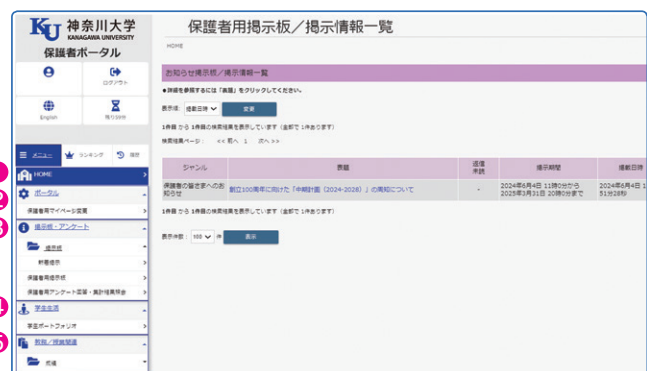 KU 神奈川大学
KANAGAWA UNIVERSITY
保護者ポータル
ログアウト
English
残り30分
メニュー
ランキング
履歴
HOME
ポータル
保護者用マイページ変更
掲示板・アンケート
掲示板
新着掲示
保護者用掲示板
保護者用アンケート回答・集計結果照会
4 学生生活
学生ポートフォリオ
教務/授業関連
成績
保護者用掲示板/掲示情報一覧
HOME
お知らせ掲示板/掲示情報一覧
●詳細を参照するには「表題」をクリックしてください。
表示順: 掲載日時 変更
1件目 から 1件目の検索結果を表示しています(全部で 1件あります)
検索結果ページ: <<前へ 1 次へ>>
ジャンル 表題 返信未読 掲示期間 掲載日時
保護者の皆さまへのお知らせ 創立100周年に向けた「中期計画(2024-2028)」の周知について - 2024年6月4日 11時0分から 2024年6月4日 1
2025年3月31日 20時0分まで 51分28秒
1件目 から 1件目の検索結果を表示しています(全部で 1件あります)
表示件数: 100 件 表示